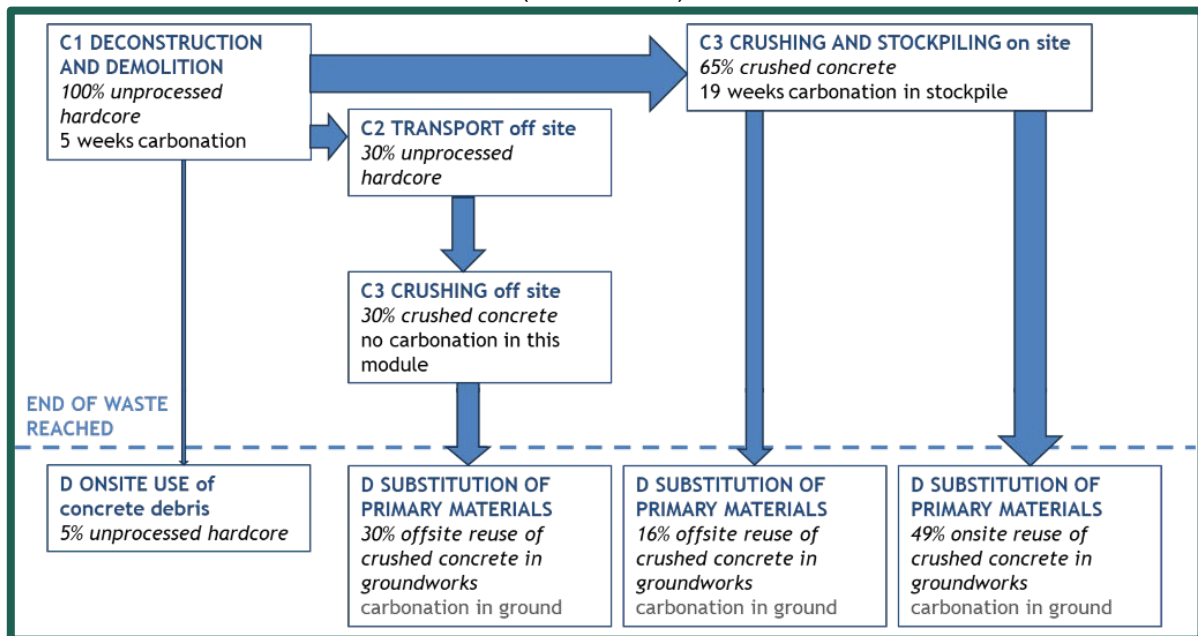 C1 DECONSTRUCTION
AND DEMOLITION
100% unprocessed
hardcore
5 weeks carbonation
C3 CRUSHING AND STOCKPILING on site
65% crushed concrete
19 weeks carbonation in stockpile
C2 TRANSPORT off site
30% unprocessed
hardcore
C3 CRUSHING off site
30% crushed concrete
no carbonation in this
module
END OF WASTE
REACHED
D ONSITE USE of
concrete debris
5% unprocessed hardcore
D SUBSTITUTION OF
PRIMARY MATERIALS
30% offsite reuse of
crushed concrete in
groundworks
carbonation in ground
D SUBSTITUTION OF
PRIMARY MATERIALS
16% offsite reuse of
crushed concrete in
groundworks
carbonation in ground
D SUBSTITUTION OF
PRIMARY MATERIALS
49% onsite reuse of
crushed concrete in
groundworks
carbonation in ground